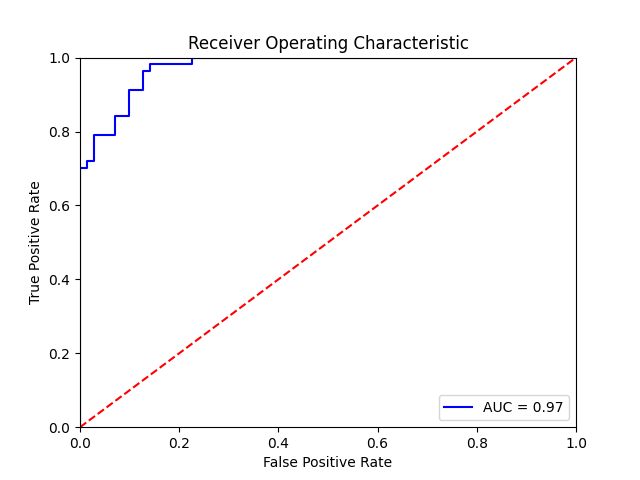 Receiver Operating Characteristic
1.0
0.8
0.6
0.4
0.2
0.0
True Positive Rate
AUC = 0.97
0.0 0.2 0.4 0.6 0.8 1.0
False Positive Rate